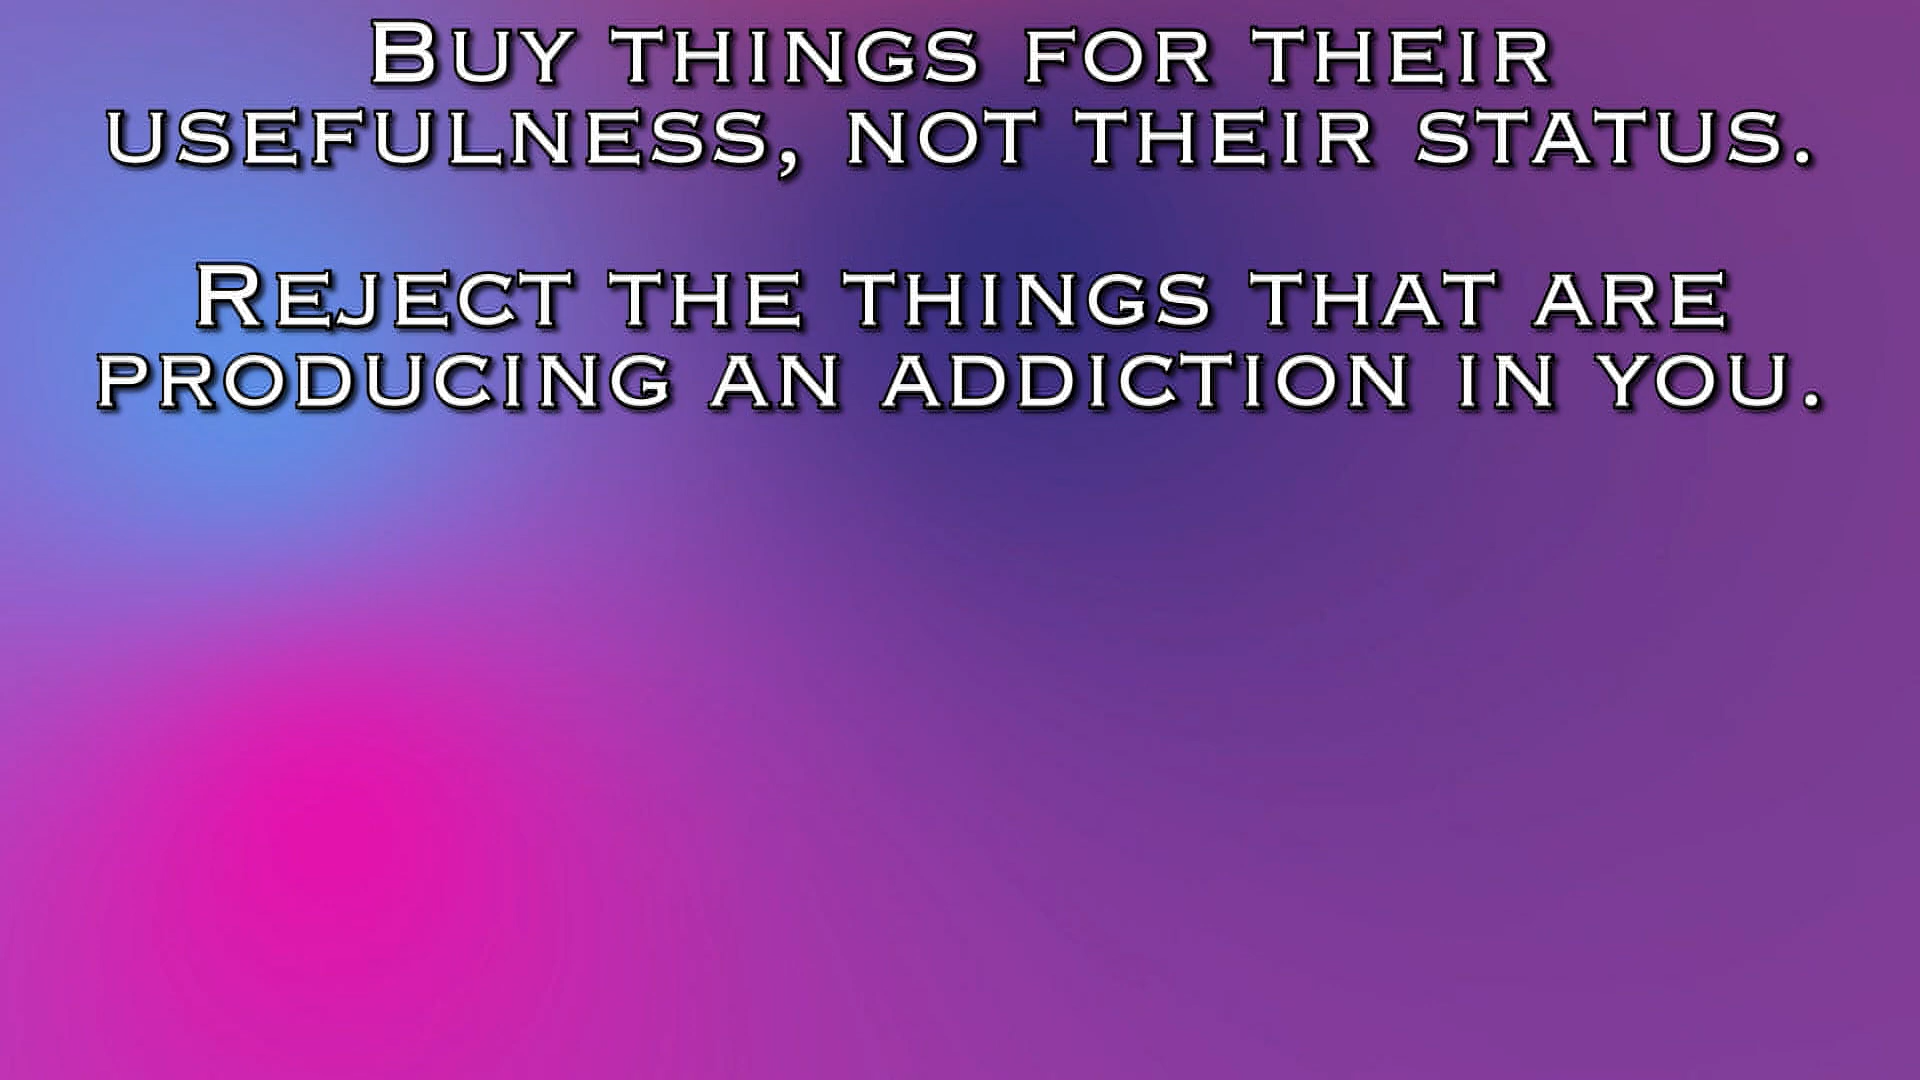 Buy things for their
usefulness, not their status.
Reject the things that are
producing an addiction in you.